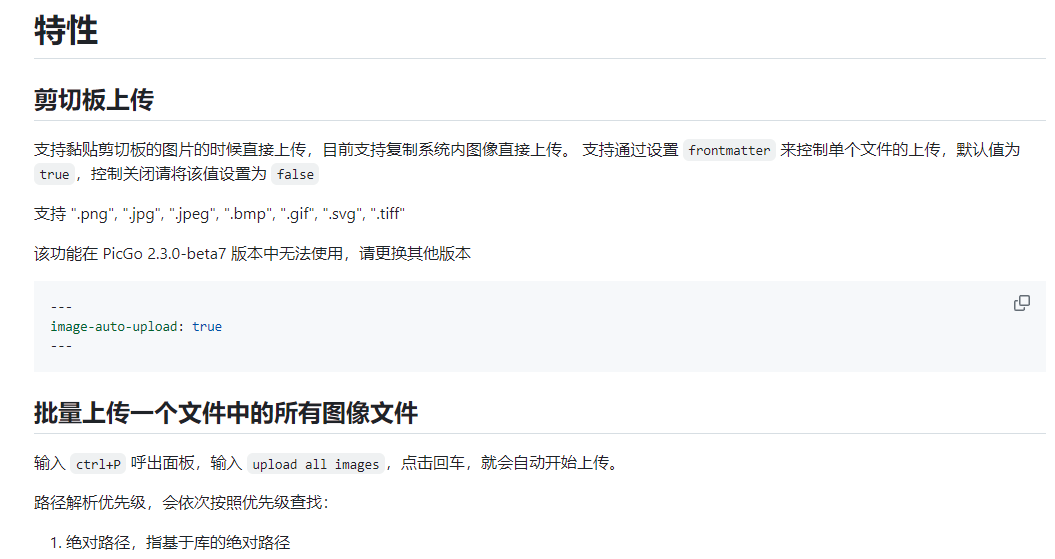 特性
剪切板上传
支持黏贴剪切板的图片的时候直接上传，目前支持复制系统内图像直接上传。 支持通过设置 frontmatter 来控制单个文件的上传，默认值为
true，控制关闭请将该值设置为 false
支持 ".png", ".jpg", ".jpeg", ".bmp", ".gif", ".svg", ".tiff"
该功能在 PicGo 2.3.0-beta7 版本中无法使用，请更换其他版本
---
image-auto-upload: true
---
批量上传一个文件中的所有图像文件
输入 ctrl+P 呼出面板，输入 upload all images，点击回车，就会自动开始上传。
路径解析优先级，会依次按照优先级查找：
1. 绝对路径，指基于库的绝对路径